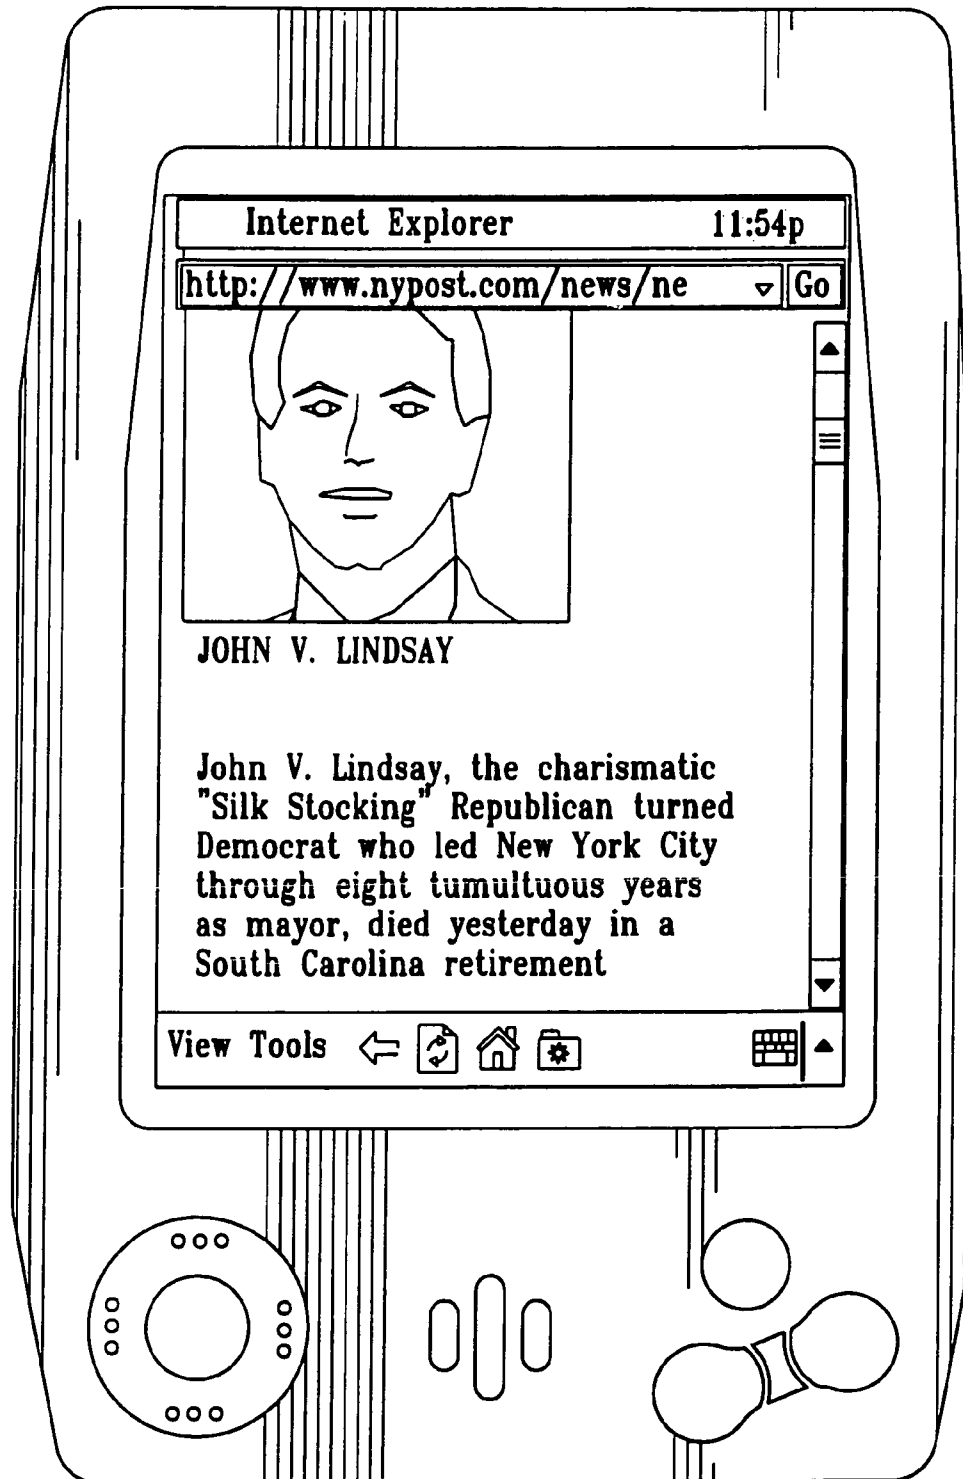 Internet Explorer 11:54p
http://www.nypost.com/news/ne Go
JOHN V. LINDSAY
John V. Lindsay, the charismatic
"Silk Stocking" Republican turned
Democrat who led New York City
through eight tumultuous years
as mayor, died yesterday in a
South Carolina retirement
View Tools